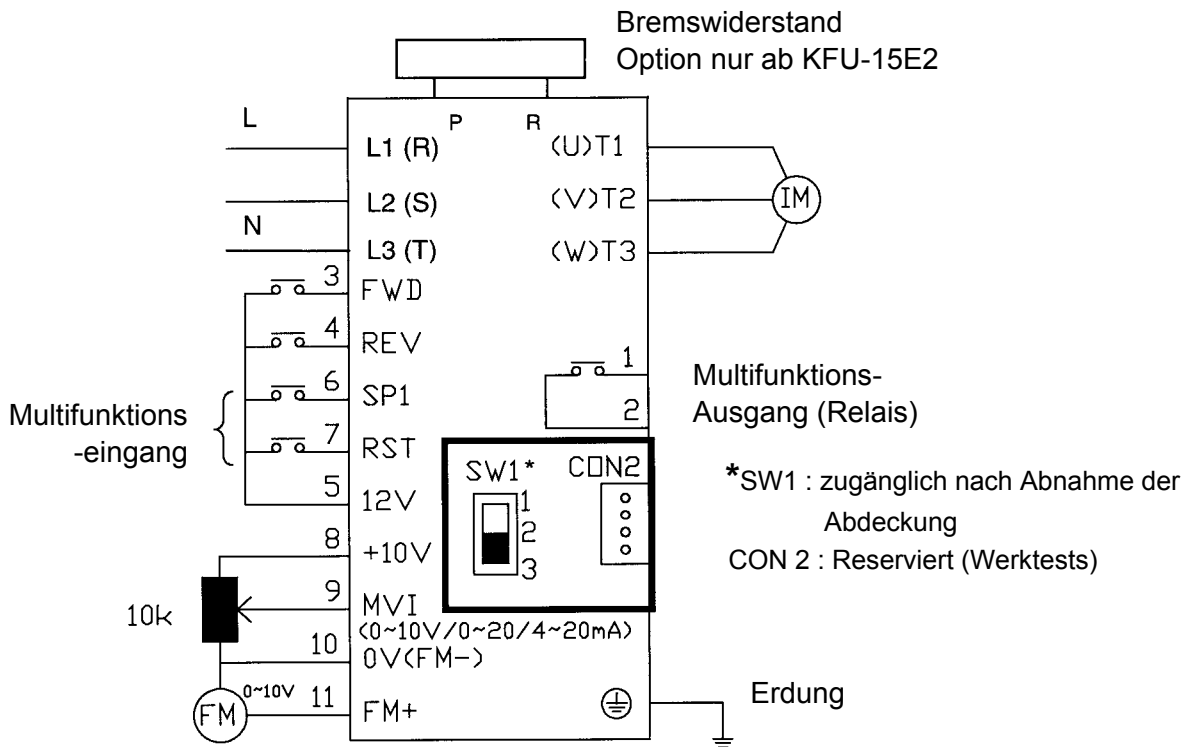 Bremswiderstand
Option nur ab KFU-15E2
P R
L
L1 (R) (U)T1
L2 (S) (V)T2 IM
N
L3 (T) (W)T3
3 FWD
4 REV
6 SP1
7 RST
Multifunktions
-eingang
5 12V
1
2
Multifunktions-
Ausgang (Relais)
SW1* CON2
1
2
3
*SW1 : zugänglich nach Abnahme der
Abdeckung
CON 2 : Reserviert (Werktests)
8 +10V
10k
9 MVI
(0~10V/0~20/4~20mA)
10 0V(FM-)
0~10V
FM 11 FM+
Erdung